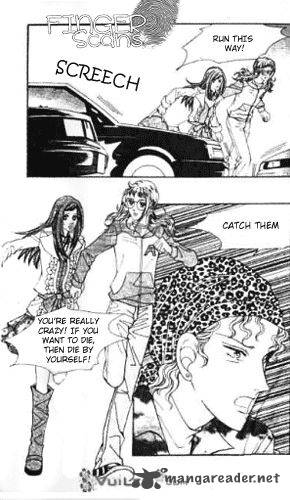 FINGER
Scans
RUN THIS
WAY!
SCREECH
CATCH THEM
YOU'RE REALLY
CRAZY! IF YOU
WANT TO DIE,
THEN DIE BY
YOURSELF!
mangareader.net